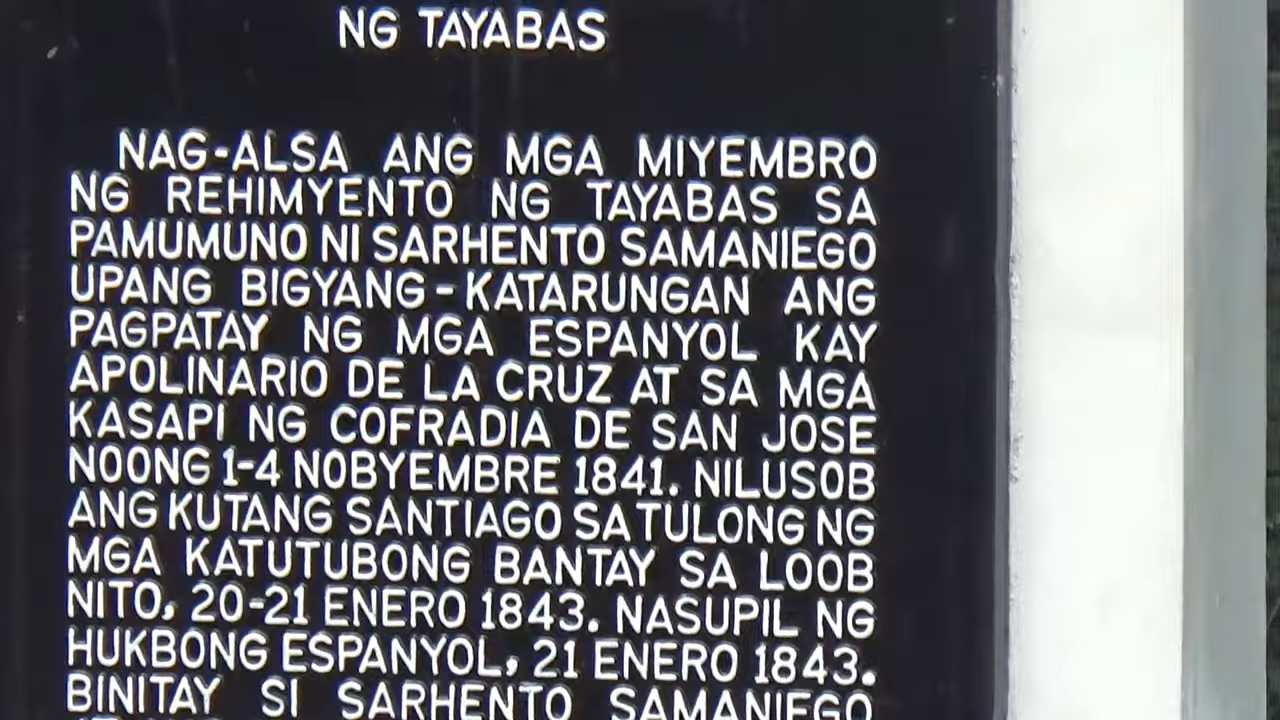 NG TAYABAS
NAG-ALSA ANG MGA MIYEMBRO
NG REHIMYENTO NG TAYABAS SA
PAMUMUNO NI SARHENTO SAMANIEGO
UPANG BIGYANG-KATARUNGAN ANG
PAGPATAY NG MGA ESPANYOL KAY
APOLINARIO DE LA CRUZ AT SA MGA
KASAPI NG COFRADIA DE SAN JOSE
NOONG 1-4 NOBYEMBRE 1841. NILUSOB
ANG KUTANG SANTIAGO SA TULONG NG
MGA KATUTUBONG BANTAY SA LOOB
NITO, 20-21 ENERO 1843. NASUPIL NG
HUKBONG ESPANYOL, 21 ENERO 1843.
BINITAY SI SARHENTO SAMANIEGO